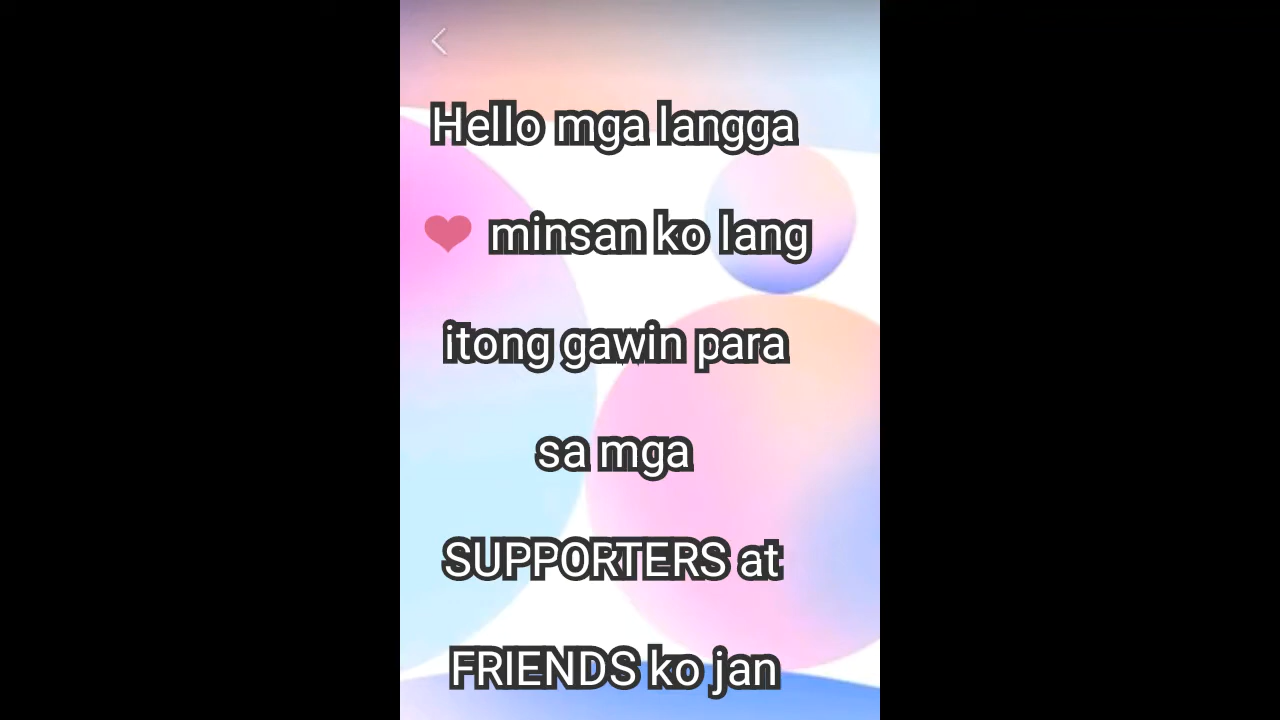 Hello mga langga
❤ minsan ko lang
itong gawin para
sa mga
SUPPORTERS at
FRIENDS ko jan